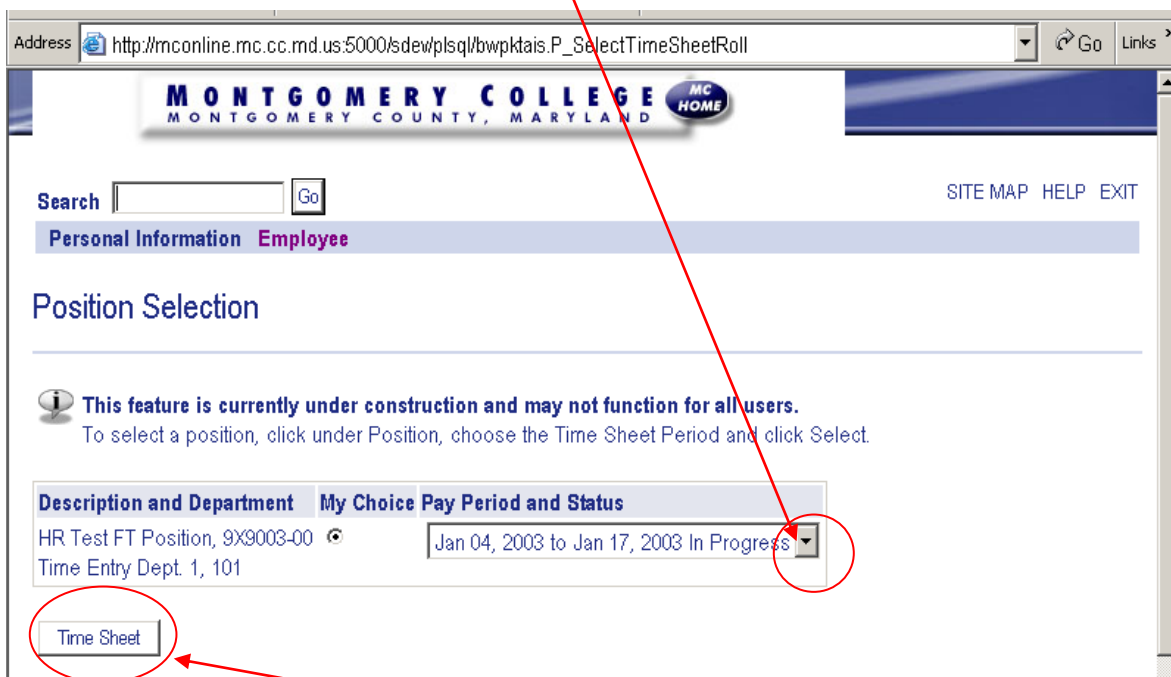 Address http://mconline.mc.cc.md.us:5000/sdew/plsql/bwpktais.P_SelectTimeSheetRoll Go Links
MONTGOMERY COLLEGE MC HOME
MONTGOMERY COUNTY, MARYLAND
Search Go SITE MAP HELP EXIT
Personal Information Employee
Position Selection
This feature is currently under construction and may not function for all users.
To select a position, click under Position, choose the Time Sheet Period and click Select.
Description and Department My Choice Pay Period and Status
HR Test FT Position, 9X9003-00 Jan 04, 2003 to Jan 17, 2003 In Progress
Time Entry Dept. 1, 101
Time Sheet